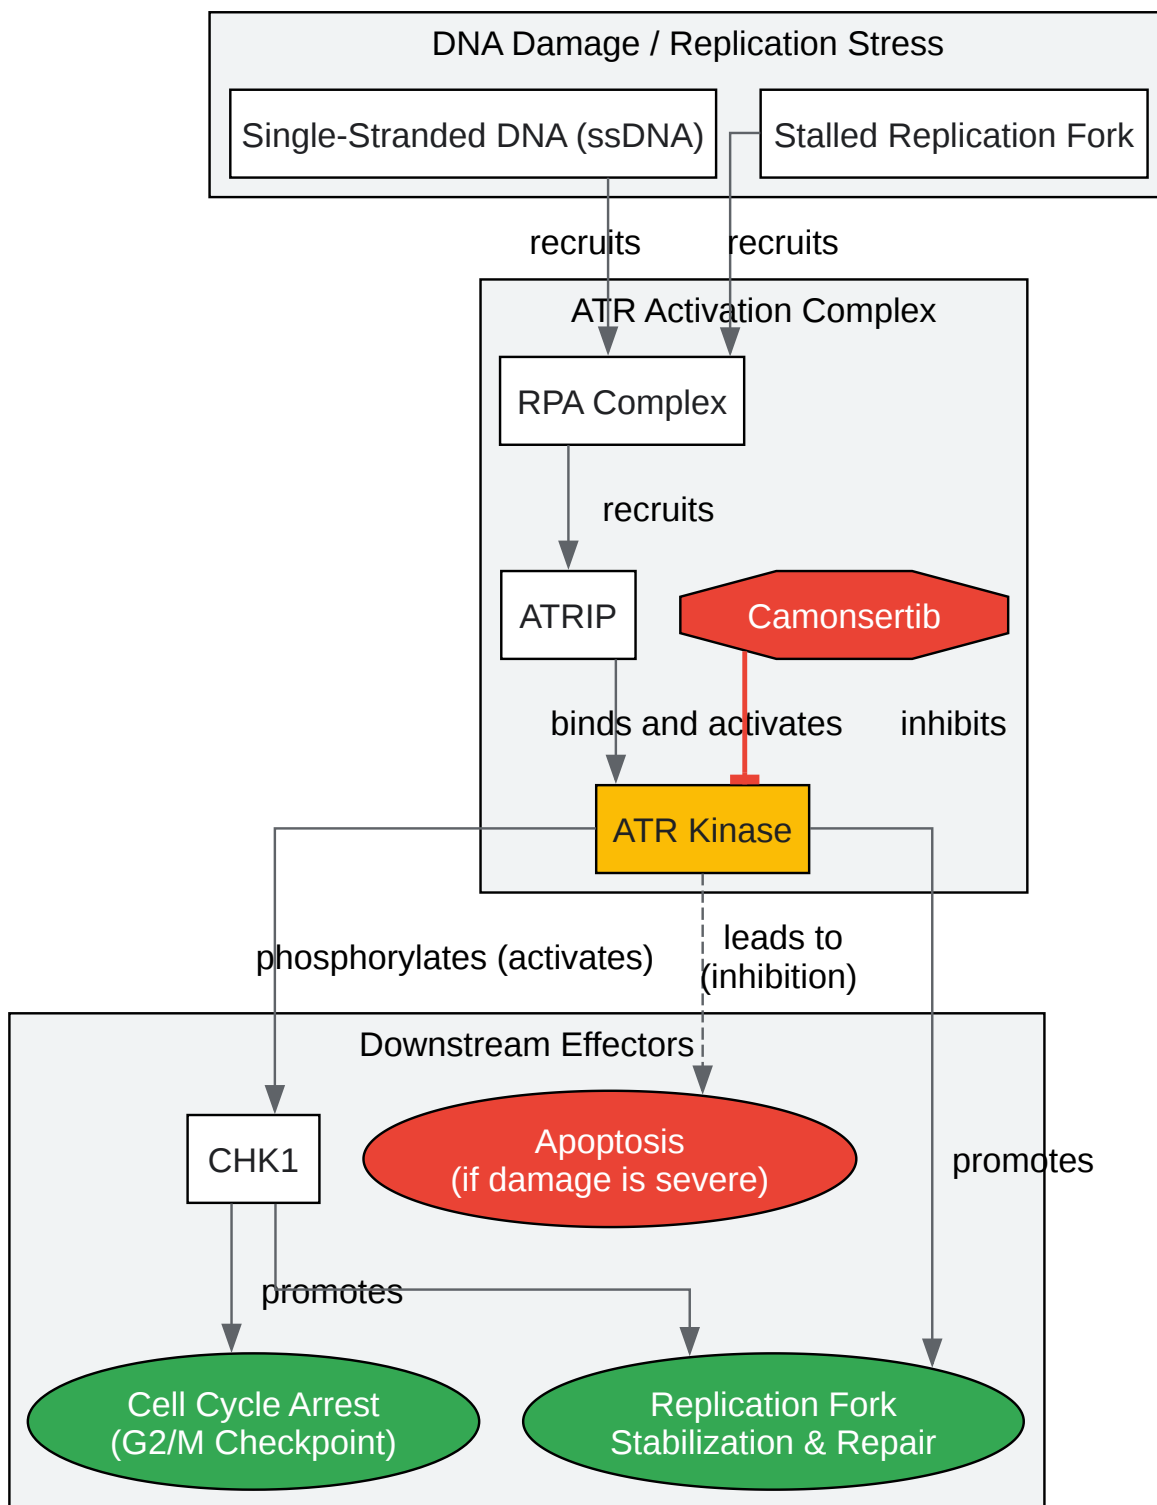 DNA Damage / Replication Stress
Single-Stranded DNA (ssDNA)
Stalled Replication Fork
recruits
recruits
ATR Activation Complex
RPA Complex
recruits
ATRIP
Camonsertib
binds and activates
inhibits
ATR Kinase
phosphorylates (activates)
leads to
(inhibition)
Downstream Effectors
CHK1
Apoptosis
(if damage is severe)
promotes
promotes
Cell Cycle Arrest
(G2/M Checkpoint)
Replication Fork
Stabilization & Repair